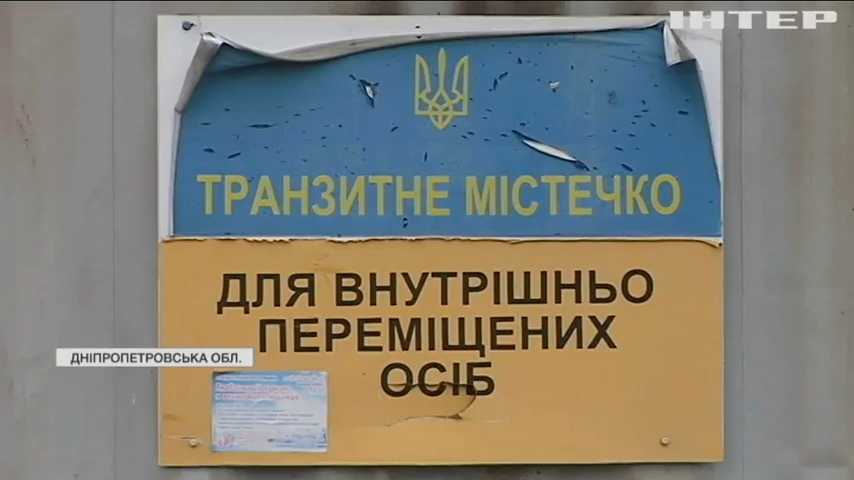 ІНТЕР
ТРАНЗИТНЕ МІСТЕЧКО
ДЛЯ ВНУТРІШНЬО
ПЕРЕМІЩЕНИХ
ОСІБ
ДНІПРОПЕТРОВСЬКА ОБЛ.